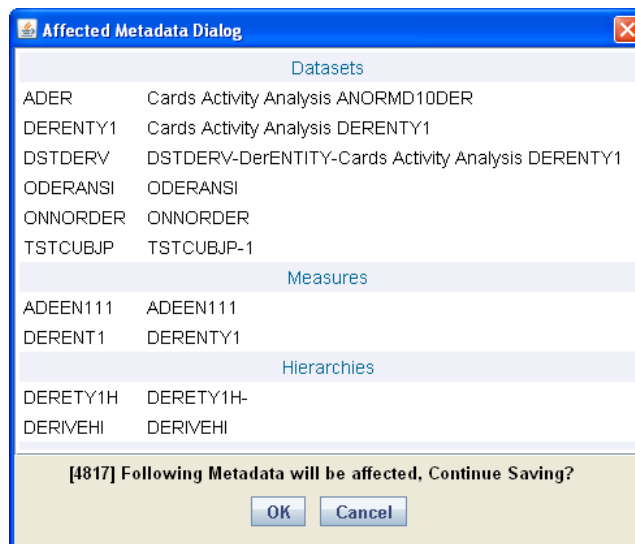 Affected Metadata Dialog
Datasets
ADER Cards Activity Analysis ANORMD10DER
DERENTY1 Cards Activity Analysis DERENTY1
DSTDERV DSTDERV-DerENTITY-Cards Activity Analysis DERENTY1
ODERANSI ODERANSI
ONNORDER ONNORDER
TSTCUBJP TSTCUBJP-1
Measures
ADEEN111 ADEEN111
DERENT1 DERENTY1
Hierarchies
DERETY1H DERETY1H-
DERIVEHI DERIVEHI
[4817] Following Metadata will be affected, Continue Saving?
OK Cancel